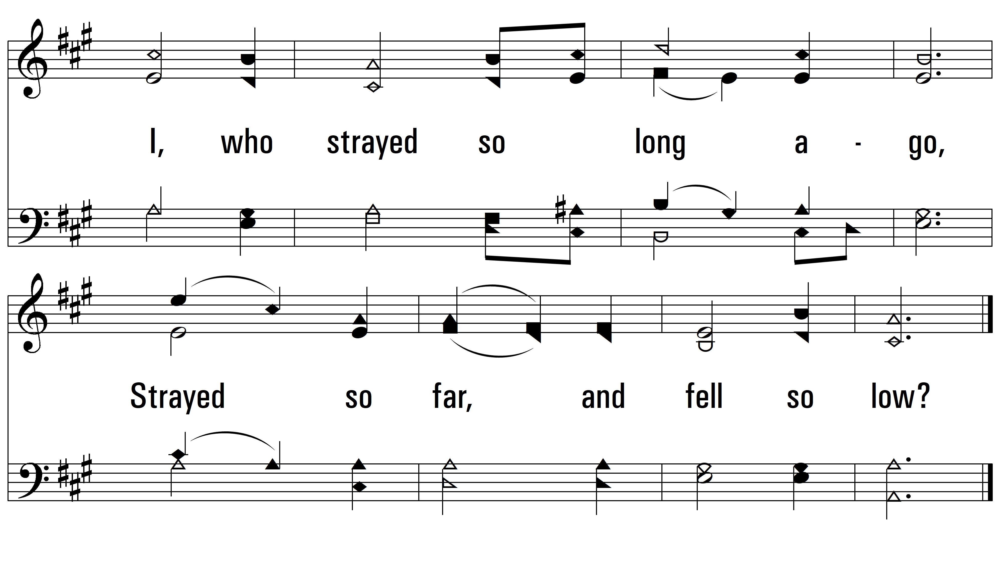 I, who strayed so long a - go,
Strayed so far, and fell so low?